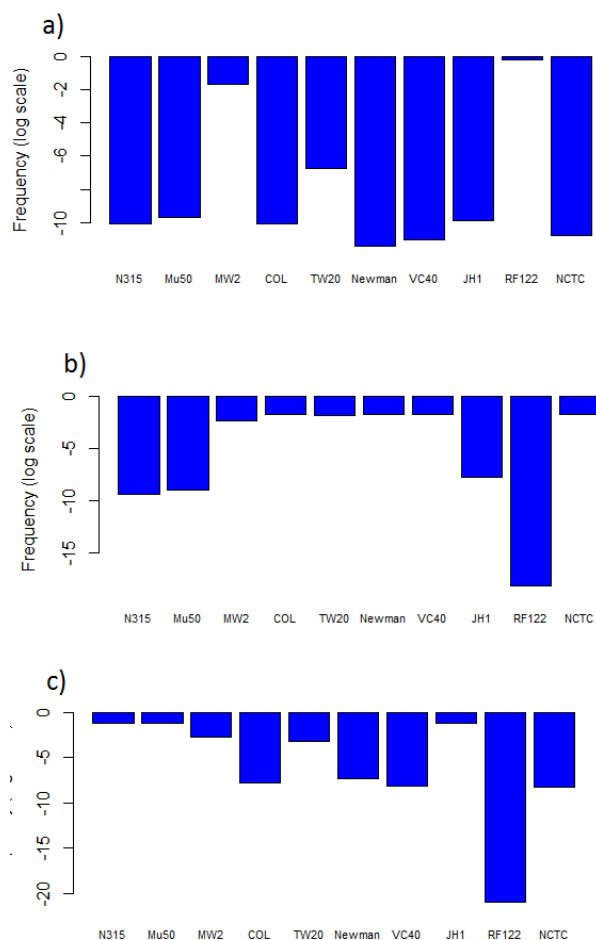 a)
Frequency (log scale)
0
-2
-4
-6
-10
N315 Mu50 MW2 COL TW20 Newman VC40 JH1 RF122 NCTC
b)
Frequency (log scale)
0
-5
-10
-15
N315 Mu50 MW2 COL TW20 Newman VC40 JH1 RF122 NCTC
c)
0
-5
-10
-15
-20
N315 Mu50 MW2 COL TW20 Newman VC40 JH1 RF122 NCTC